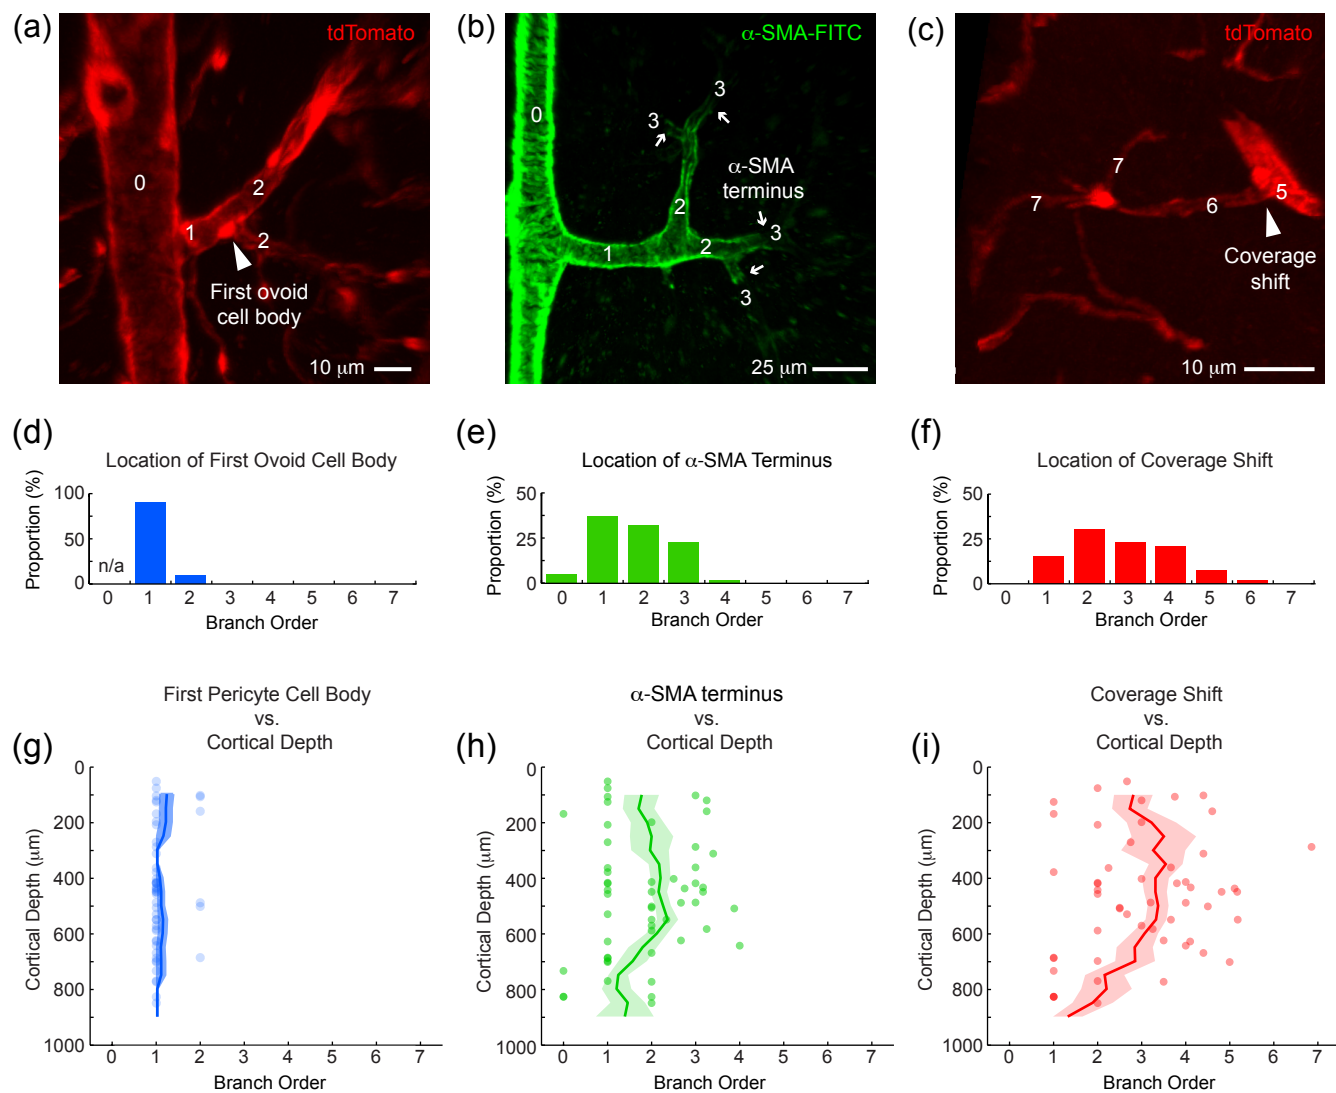 (a)
tdTomato
0
1
2
2
First ovoid
cell body
10 μm
(b)
α-SMA-FITC
0
3
3
α-SMA
terminus
2
1
2
3
3
25 μm
(c)
tdTomato
7
7
6
5
Coverage
shift
10 μm
(d)
Location of First Ovoid Cell Body
Proportion (%)
100
50
0
n/a
0 1 2 3 4 5 6 7
Branch Order
(e)
Location of α-SMA Terminus
Proportion (%)
50
25
0
0 1 2 3 4 5 6 7
Branch Order
(f)
Location of Coverage Shift
Proportion (%)
50
25
0
0 1 2 3 4 5 6 7
Branch Order
(g)
First Pericyte Cell Body
vs.
Cortical Depth
Cortical Depth (μm)
0
200
400
600
800
1000
0 1 2 3 4 5 6 7
Branch Order
(h)
α-SMA terminus
vs.
Cortical Depth
Cortical Depth (μm)
0
200
400
600
800
1000
0 1 2 3 4 5 6 7
Branch Order
(i)
Coverage Shift
vs.
Cortical Depth
Cortical Depth (μm)
0
200
400
600
800
1000
0 1 2 3 4 5 6 7
Branch Order